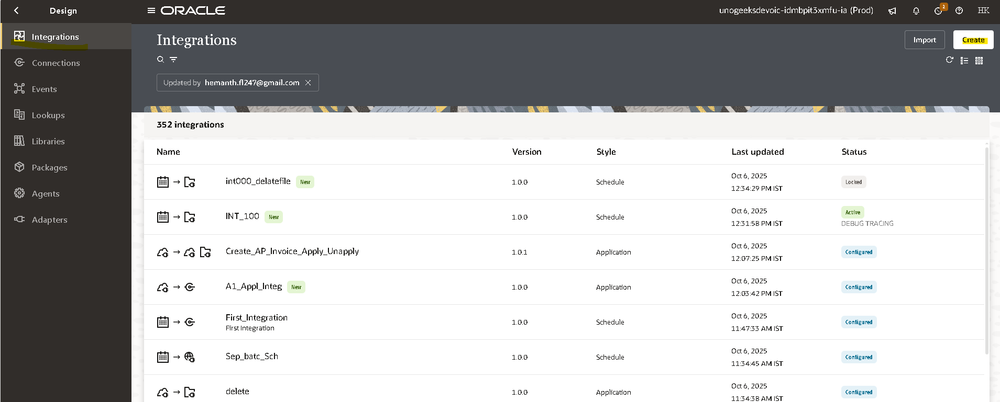 Design
ORACLE
unogeeksdevoic-idmbpit3xmfu-ia (Prod)
2
HK
Integrations
Connections
Events
Lookups
Libraries
Packages
Agents
Adapters
Integrations
Import
Create
Updated by hemanth.fl247@gmail.com
352 integrations
Name Version Style Last updated Status
int000_delatefile New 1.0.0 Schedule Oct 6, 2025 12:34:29 PM IST Locked
INT_100 New 1.0.0 Schedule Oct 6, 2025 12:31:58 PM IST Active DEBUG TRACING
Create_AP_Invoice_Apply_Unapply 1.0.1 Application Oct 6, 2025 12:07:25 PM IST Configured
A1_Appl_Integ New 1.0.0 Application Oct 6, 2025 12:03:42 PM IST Configured
First_Integration First Integration 1.0.0 Schedule Oct 6, 2025 11:47:33 AM IST Configured
Sep_batc_Sch 1.0.0 Schedule Oct 6, 2025 11:34:45 AM IST Configured
delete 1.0.0 Application Oct 6, 2025 11:34:38 AM IST Configured